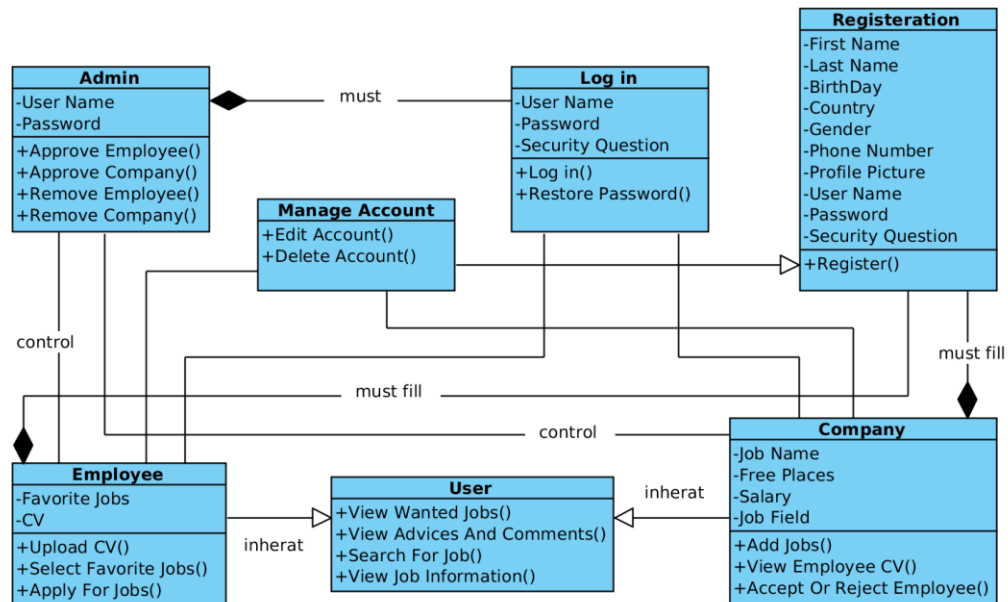 Admin
-User Name
-Password
+Approve Employee()
+Approve Company()
+Remove Employee()
+Remove Company()
must
Log in
-User Name
-Password
-Security Question
+Log in()
+Restore Password()
Registeration
-First Name
-Last Name
-BirthDay
-Country
-Gender
-Phone Number
-Profile Picture
-User Name
-Password
-Security Question
+Register()
Manage Account
+Edit Account()
+Delete Account()
control
must fill
must fill
control
Employee
-Favorite Jobs
-CV
+Upload CV()
+Select Favorite Jobs()
+Apply For Jobs()
inherat
User
+View Wanted Jobs()
+View Advices And Comments()
+Search For Job()
+View Job Information()
inherat
Company
-Job Name
-Free Places
-Salary
-Job Field
+Add Jobs()
+View Employee CV()
+Accept Or Reject Employee()